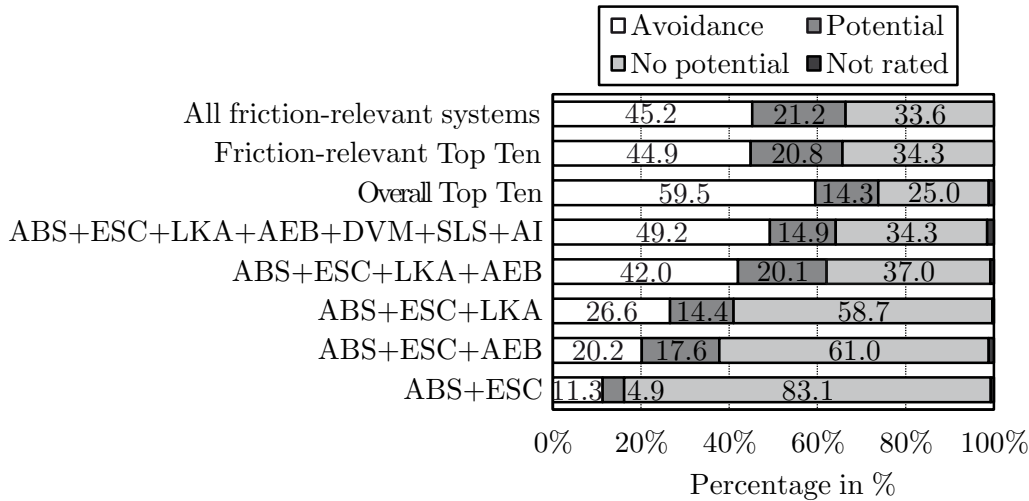 Avoidance Potential
No potential Not rated
All friction-relevant systems 45.2 21.2 33.6
Friction-relevant Top Ten 44.9 20.8 34.3
Overall Top Ten 59.5 14.3 25.0
ABS+ESC+LKA+AEB+DVM+SLS+AI 49.2 14.9 34.3
ABS+ESC+LKA+AEB 42.0 20.1 37.0
ABS+ESC+LKA 26.6 14.4 58.7
ABS+ESC+AEB 20.2 17.6 61.0
ABS+ESC 11.3 4.9 83.1
0% 20% 40% 60% 80% 100%
Percentage in %